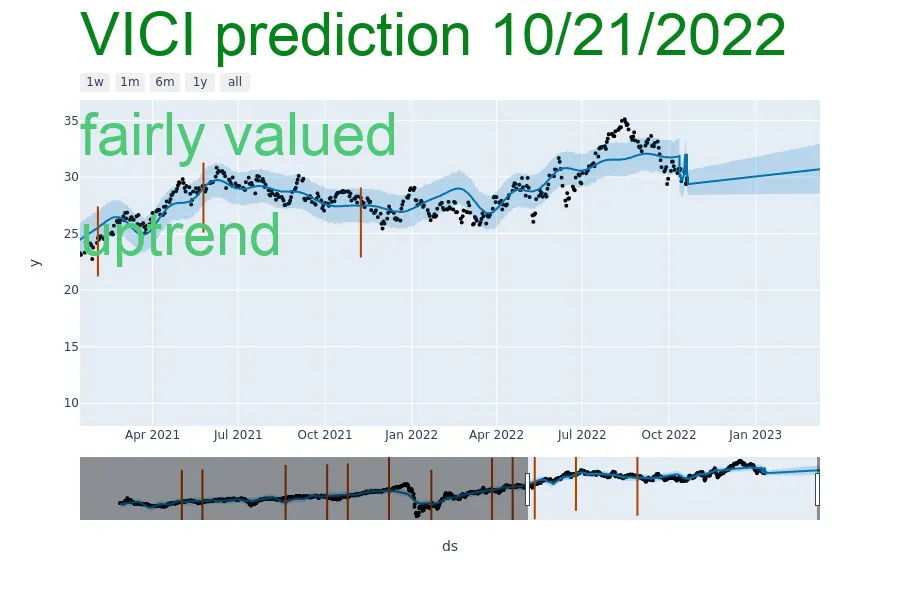 VICI prediction 10/21/2022
1w 1m 6m 1y all
fairly valued
uptrend
35
30
25
20
15
10
y
Apr 2021 Jul 2021 Oct 2021 Jan 2022 Apr 2022 Jul 2022 Oct 2022 Jan 2023
ds